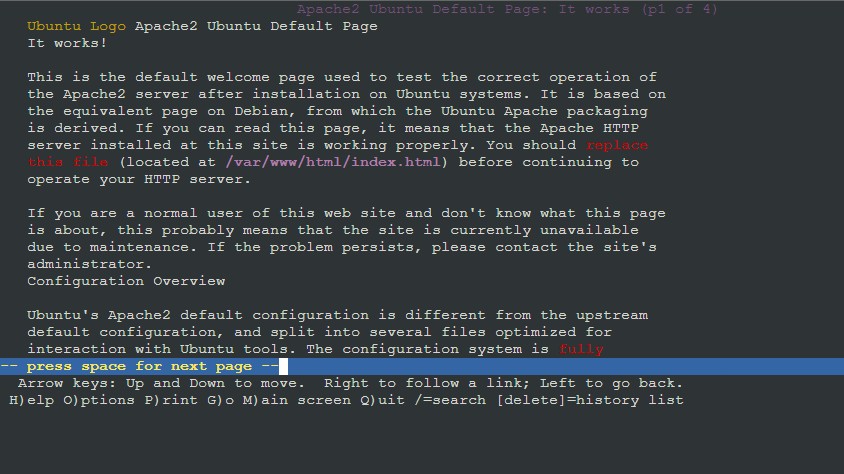 Apache2 Ubuntu Default Page: It works (p1 of 4)
Ubuntu Logo Apache2 Ubuntu Default Page
It works!
This is the default welcome page used to test the correct operation of
the Apache2 server after installation on Ubuntu systems. It is based on
the equivalent page on Debian, from which the Ubuntu Apache packaging
is derived. If you can read this page, it means that the Apache HTTP
server installed at this site is working properly. You should replace
this file (located at /var/www/html/index.html) before continuing to
operate your HTTP server.
If you are a normal user of this web site and don't know what this page
is about, this probably means that the site is currently unavailable
due to maintenance. If the problem persists, please contact the site's
administrator.
Configuration Overview
Ubuntu's Apache2 default configuration is different from the upstream
default configuration, and split into several files optimized for
interaction with Ubuntu tools. The configuration system is fully
-- press space for next page --
Arrow keys: Up and Down to move.  Right to follow a link; Left to go back.
H)elp O)ptions P)rint G)o M)ain screen Q)uit /=search [delete]=history list